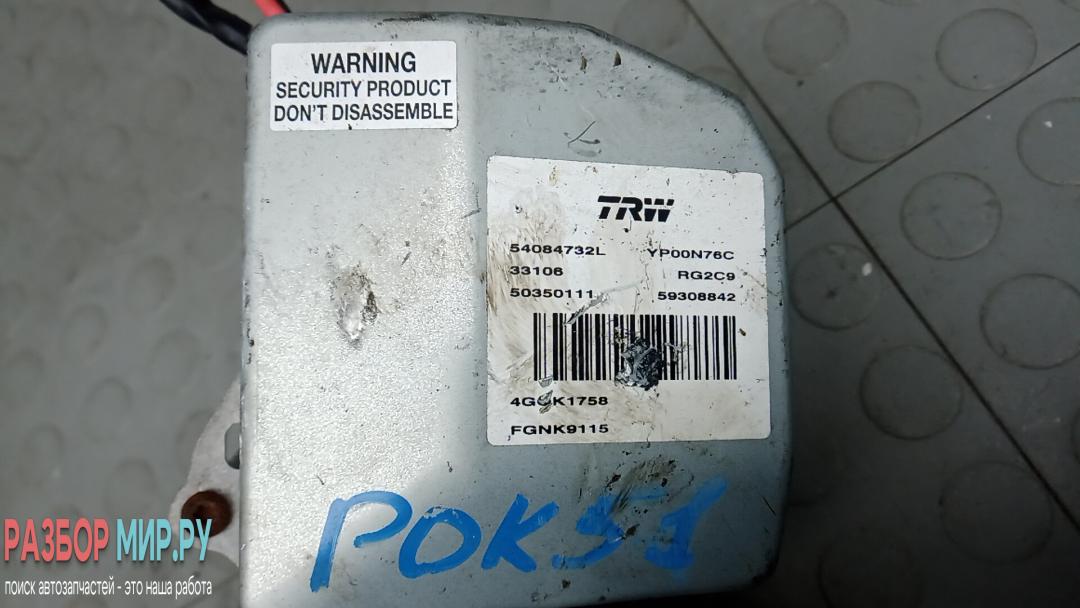 WARNING
SECURITY PRODUCT
DON'T DISASSEMBLE
TRW
54084732L YP00N76C
33106 RG2C9
50350111 59308842
FGNK9115
РАЗБОР МИР.РУ
поиск автозапчастей - это наша работа